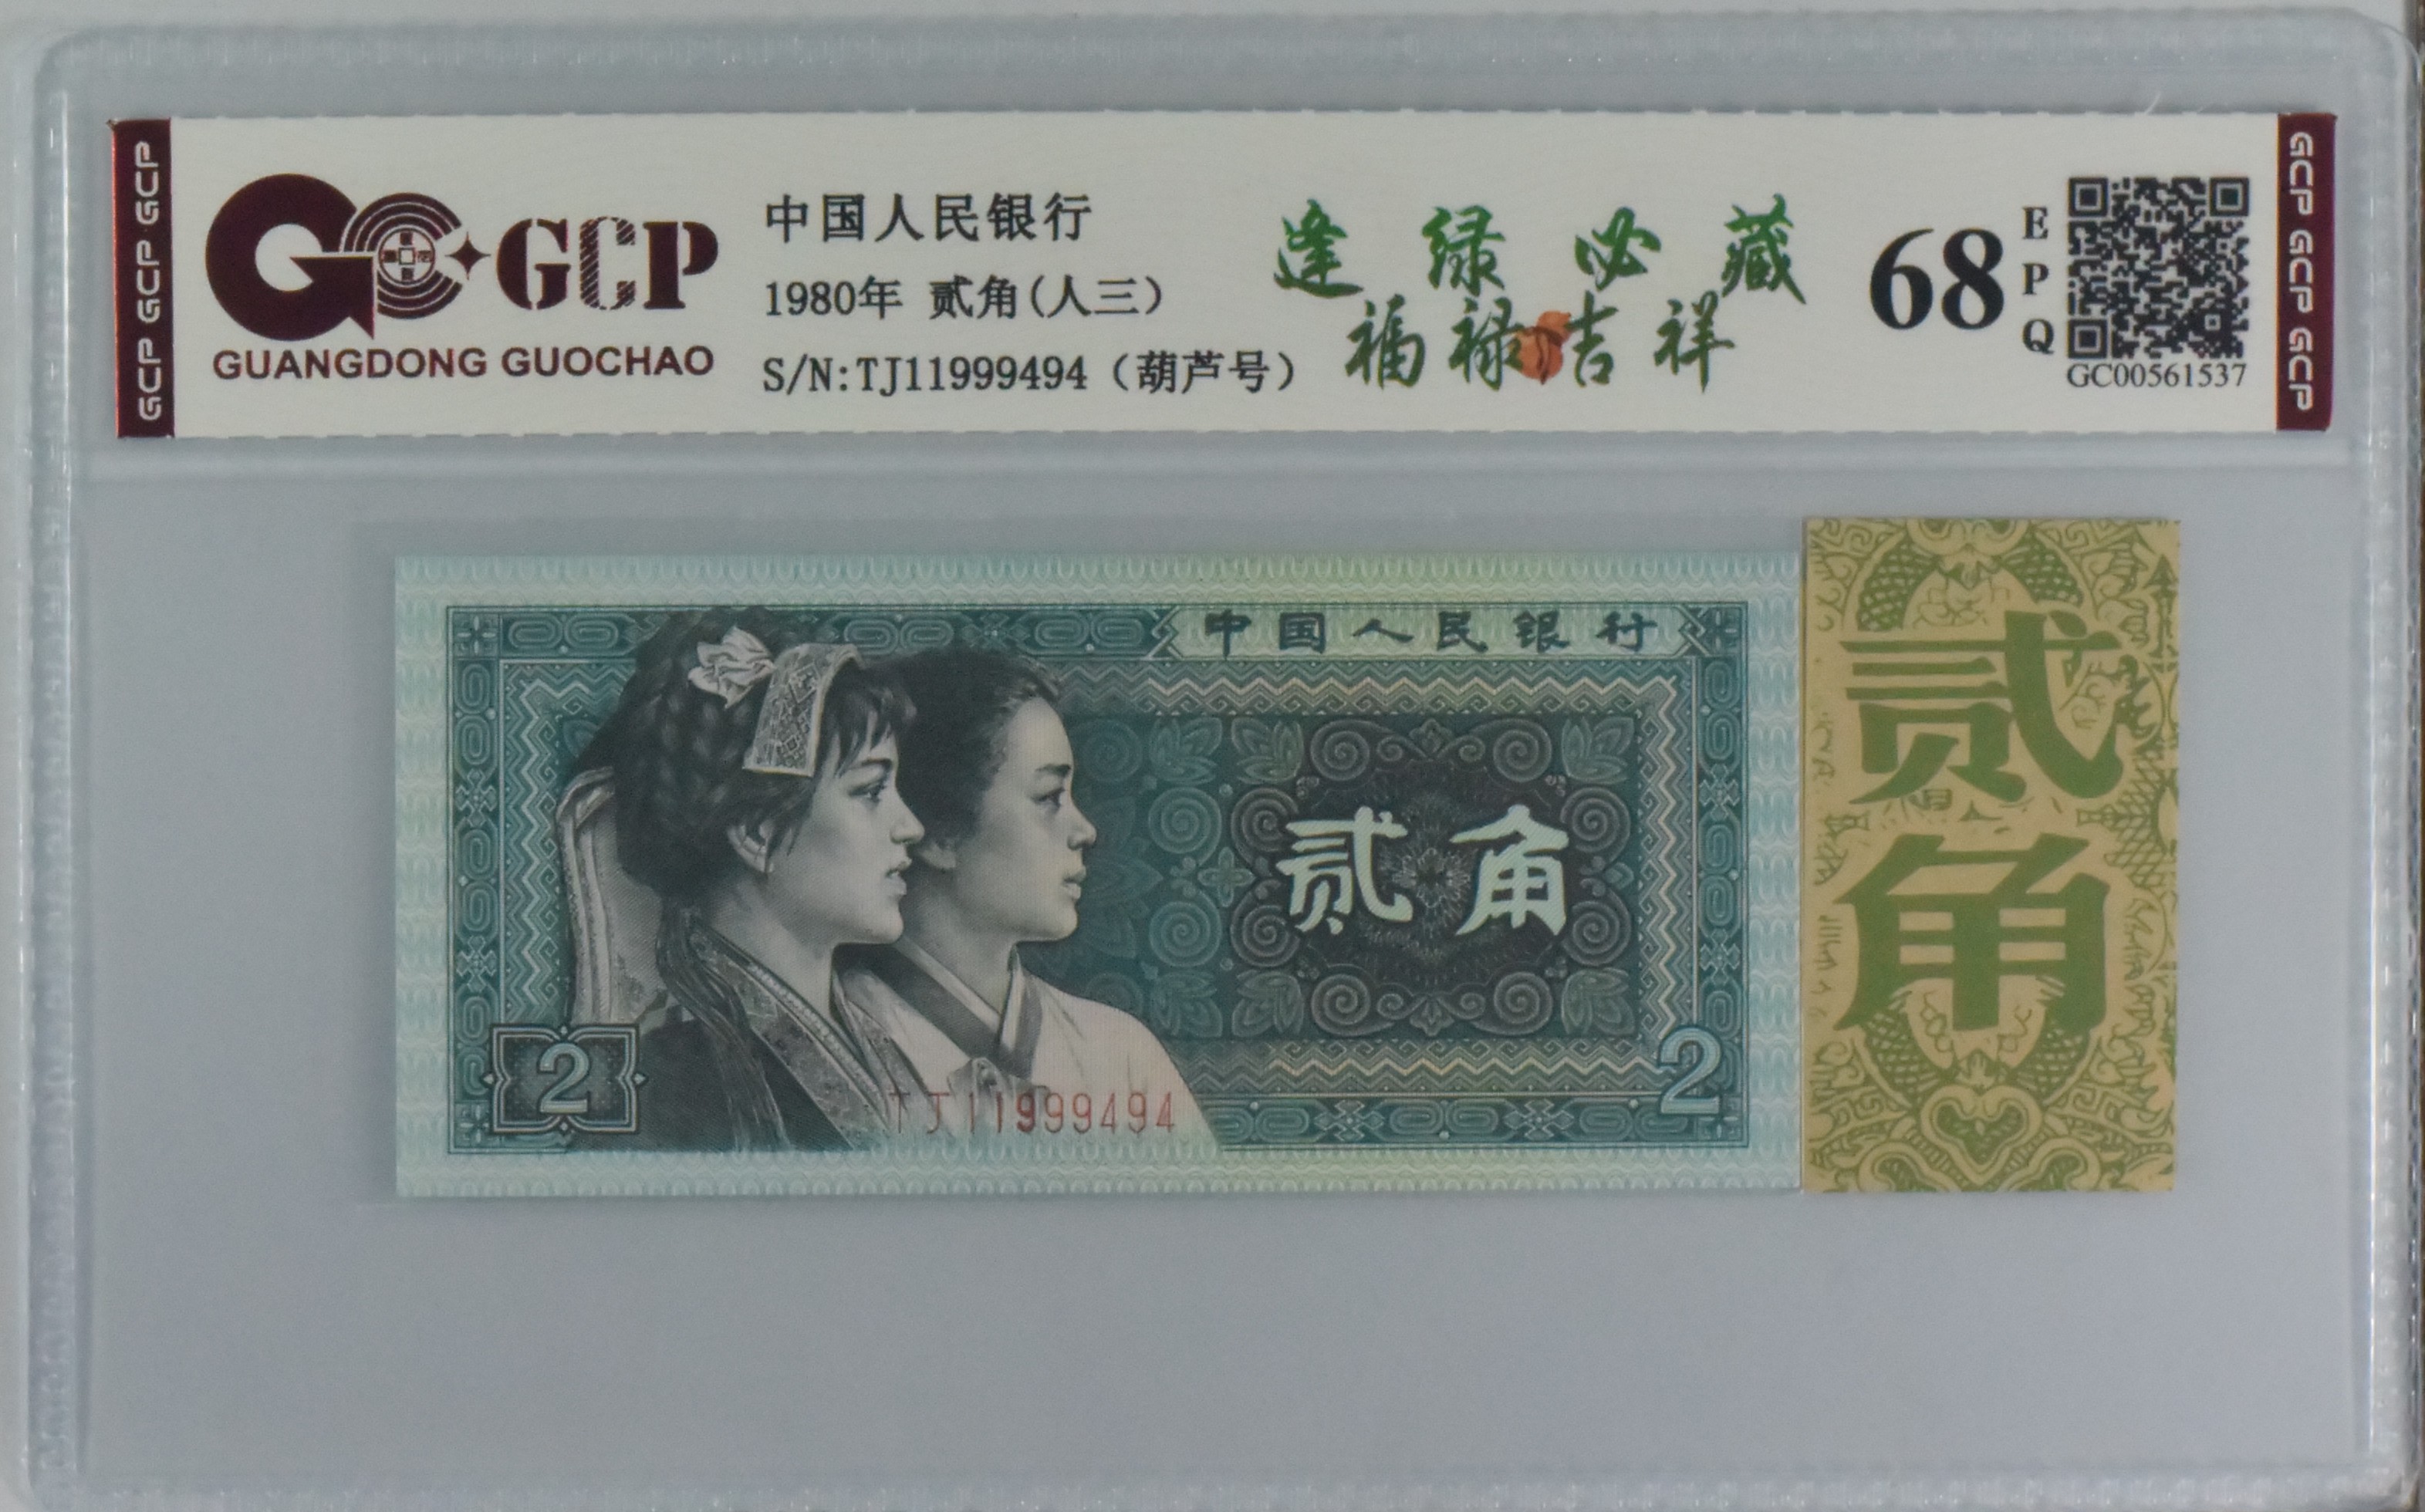 GCP GCP GCP
GCP
GUANGDONG GUOCHAO
中国人民银行
1980年 贰角(人三)
S/N:TJ11999494（葫芦号）
逢绿必藏
福禄吉祥
68
EPQ
GC00561537
GCP GCP GCP
中国人民银行
贰角
2
TJ11999494
2
贰角